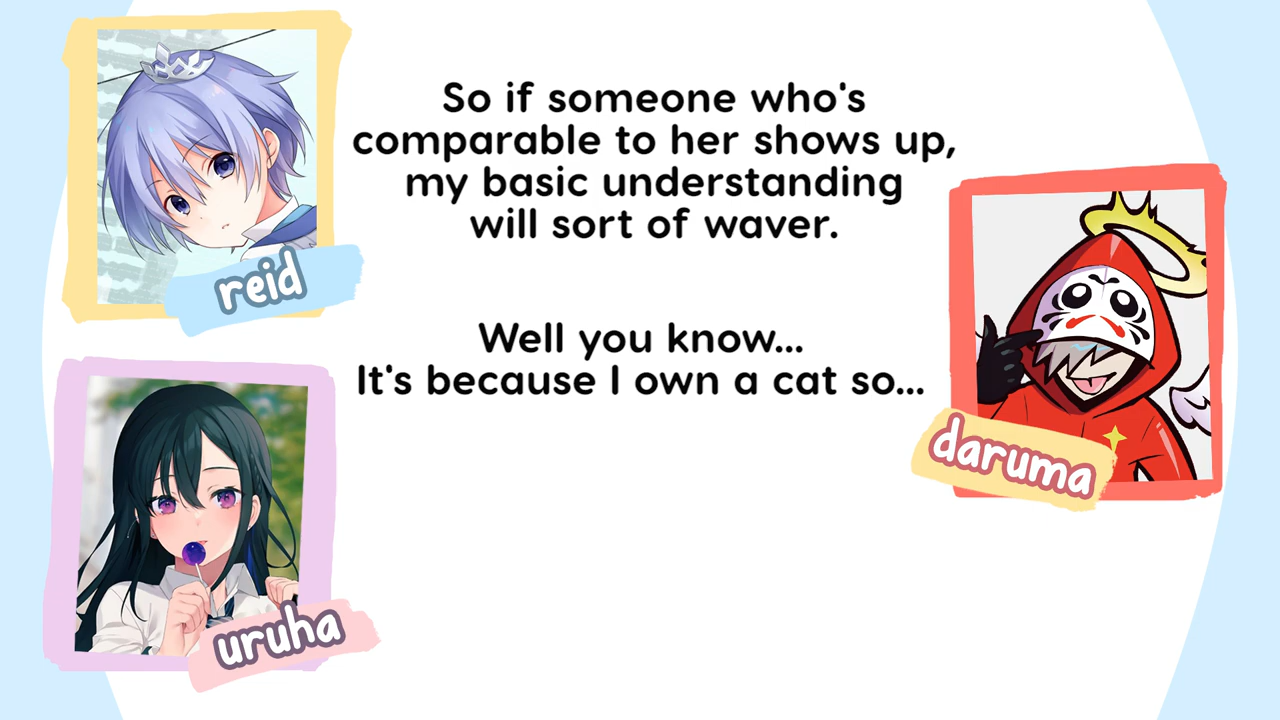 So if someone who's
comparable to her shows up,
my basic understanding
will sort of waver.
reid
Well you know...
It's because I own a cat so...
daruma
uruha